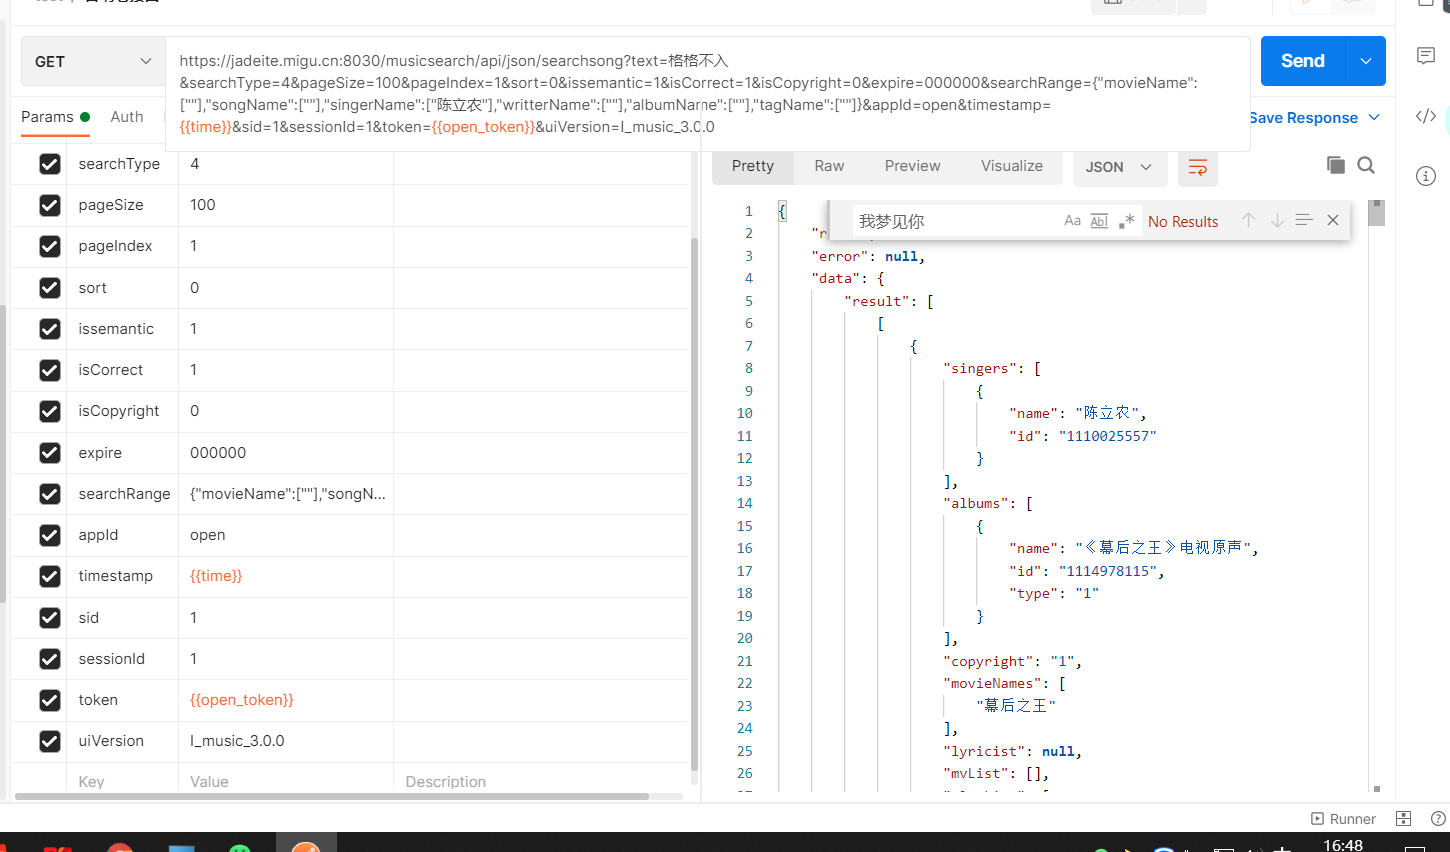 GET
https://jadeite.migu.cn:8030/musicsearch/api/json/searchsong?text=格格不入
&searchType=4&pageSize=100&pageIndex=1&sort=0&issemantic=1&isCorrect=1&isCopyright=0&expire=000000&searchRange={"movieName":
[""],"songName":[""],"singerName":["陈立农"],"writterName":[""],"albumName":[""],"tagName":[""]}&appId=open&timestamp=
{{time}}&sid=1&sessionId=1&token={{open_token}}&uiVersion=I_music_3.0.0
Send
Params
Auth
Save Response
searchType 4
pageSize 100
pageIndex 1
sort 0
issemantic 1
isCorrect 1
isCopyright 0
expire 000000
searchRange {"movieName":[""],"songN...
appId open
timestamp {{time}}
sid 1
sessionId 1
token {{open_token}}
uiVersion I_music_3.0.0
Key Value Description
Pretty Raw Preview Visualize JSON
我梦见你 Aa Abl .* No Results
1 {
2 "r
3 "error": null,
4 "data": {
5 "result": [
6 [
7 {
8 "singers": [
9 {
10 "name": "陈立农",
11 "id": "1110025557"
12 }
13 ],
14 "albums": [
15 {
16 "name": "《幕后之王》电视原声",
17 "id": "1114978115",
18 "type": "1"
19 }
20 ],
21 "copyright": "1",
22 "movieNames": [
23 "幕后之王"
24 ],
25 "lyricist": null,
26 "mvList": [],
Runner
16:48